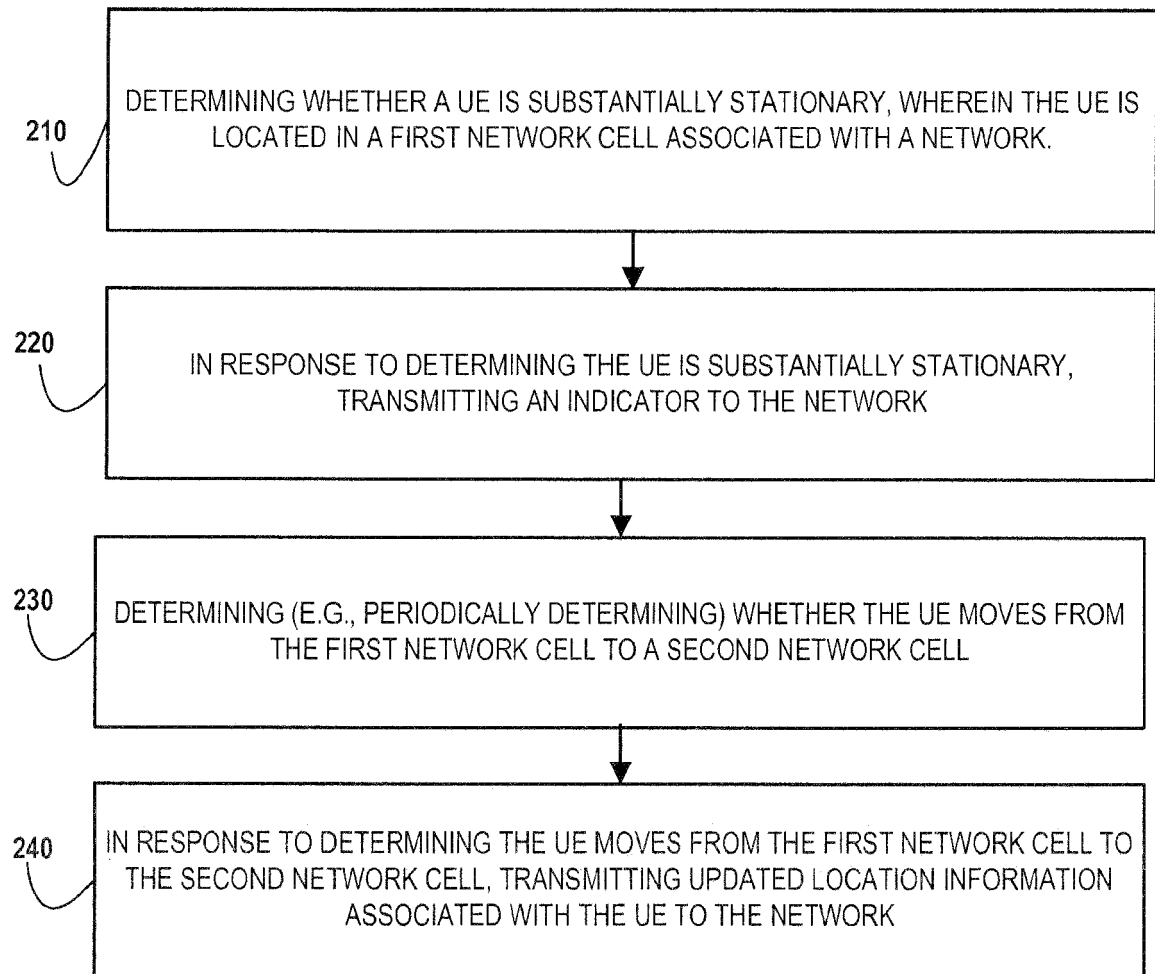 210
DETERMINING WHETHER A UE IS SUBSTANTIALLY STATIONARY, WHEREIN THE UE IS
LOCATED IN A FIRST NETWORK CELL ASSOCIATED WITH A NETWORK.
220
IN RESPONSE TO DETERMINING THE UE IS SUBSTANTIALLY STATIONARY,
TRANSMITTING AN INDICATOR TO THE NETWORK
230
DETERMINING (E.G., PERIODICALLY DETERMINING) WHETHER THE UE MOVES FROM
THE FIRST NETWORK CELL TO A SECOND NETWORK CELL
240
IN RESPONSE TO DETERMINING THE UE MOVES FROM THE FIRST NETWORK CELL TO
THE SECOND NETWORK CELL, TRANSMITTING UPDATED LOCATION INFORMATION
ASSOCIATED WITH THE UE TO THE NETWORK